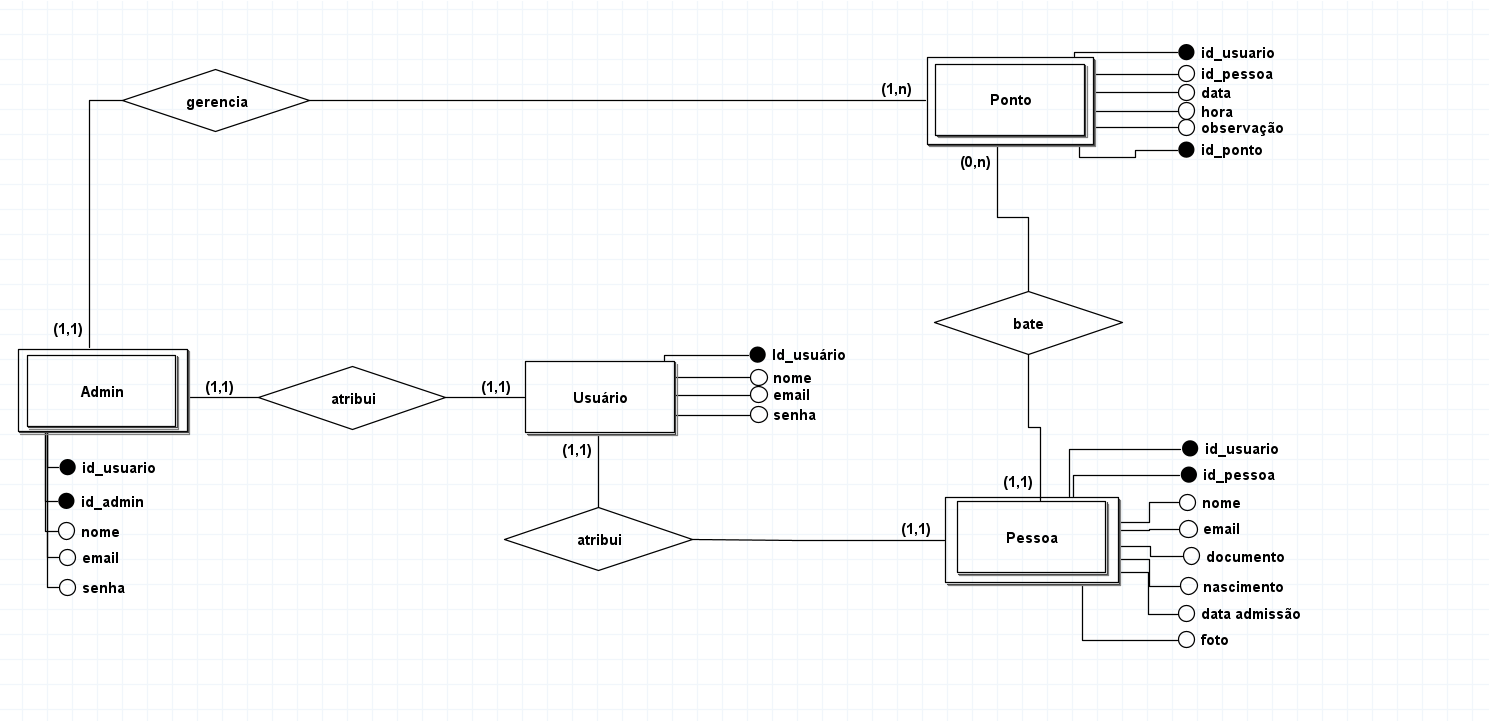 gerencia
(1,n)
Ponto
id_usuario
id_pessoa
data
hora
observação
id_ponto
(0,n)
bate
(1,1)
(1,1)
Admin
(1,1)
atribui
(1,1)
Usuário
Id_usuário
nome
email
senha
(1,1)
id_usuario
id_admin
nome
email
senha
atribui
(1,1)
Pessoa
id_usuario
id_pessoa
nome
email
documento
nascimento
data admissão
foto